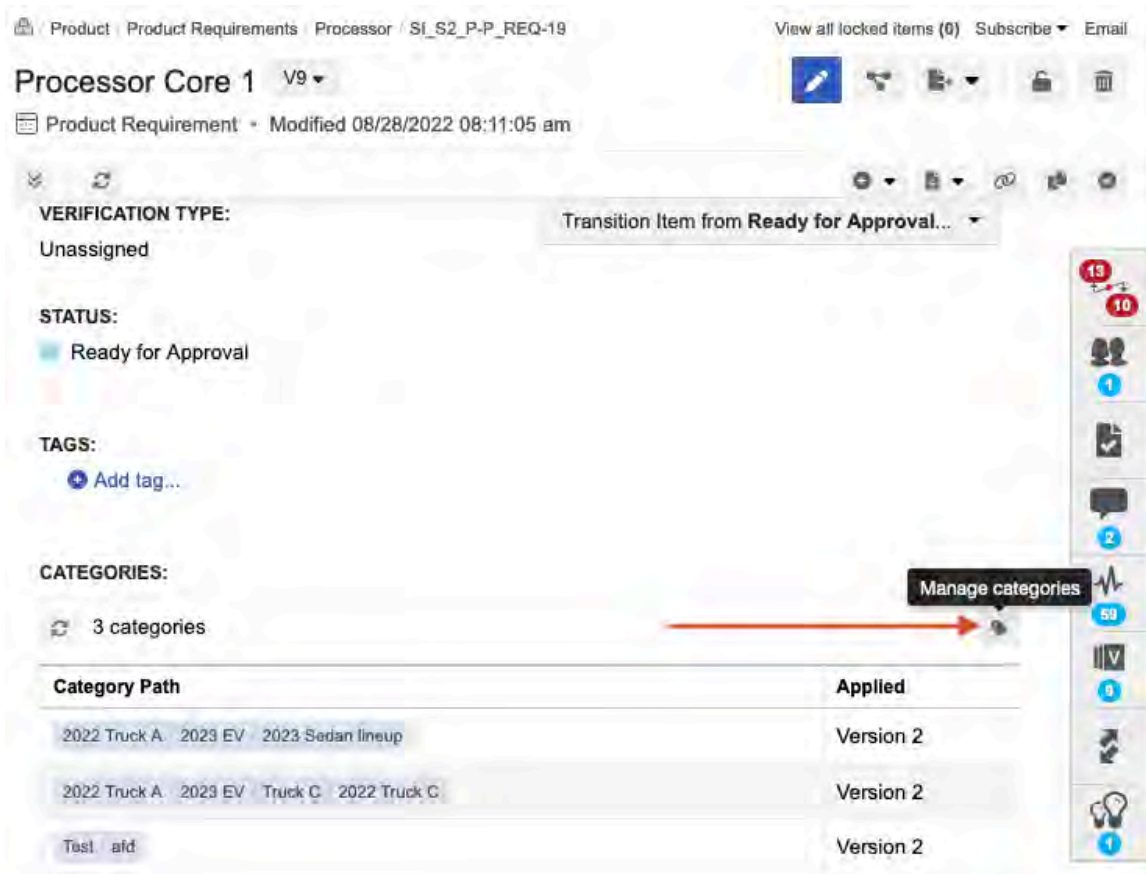 Product Product Requirements Processor SI_S2_P-P_REQ-19 View all locked items (0) Subscribe Email
Processor Core 1 V9
Product Requirement • Modified 08/28/2022 08:11:05 am
VERIFICATION TYPE:
Transition Item from Ready for Approval...
Unassigned
13
10
STATUS:
Ready for Approval
1
TAGS:
Add tag...
2
CATEGORIES:
Manage categories
59
3 categories
V
Category Path Applied
9
2022 Truck A 2023 EV 2023 Sedan lineup Version 2
2022 Truck A 2023 EV Truck C 2022 Truck C Version 2
1
Test afd Version 2